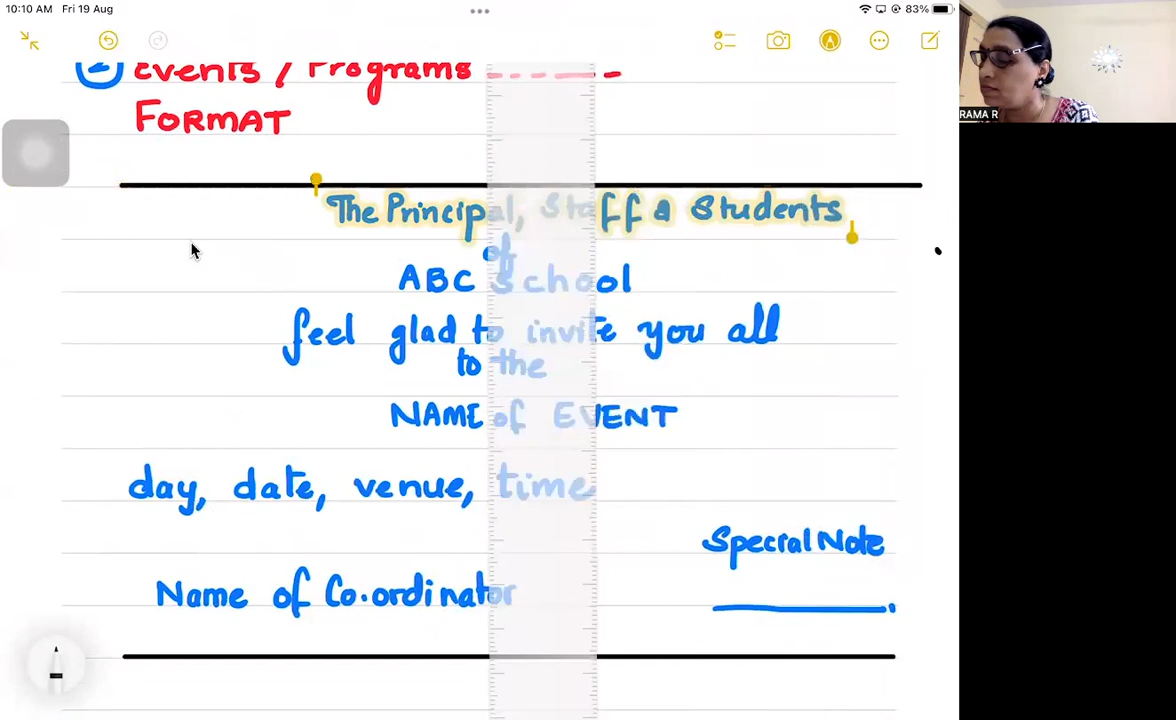 10:10 AM Fri 19 Aug
83%
2 Events / Programs
FORMAT
RAMA R
The Principal, Staff & Students
of
ABC School
feel glad to invite you all
to the
NAME of EVENT
day, date, venue, time
Special Note
Name of Co.ordinator